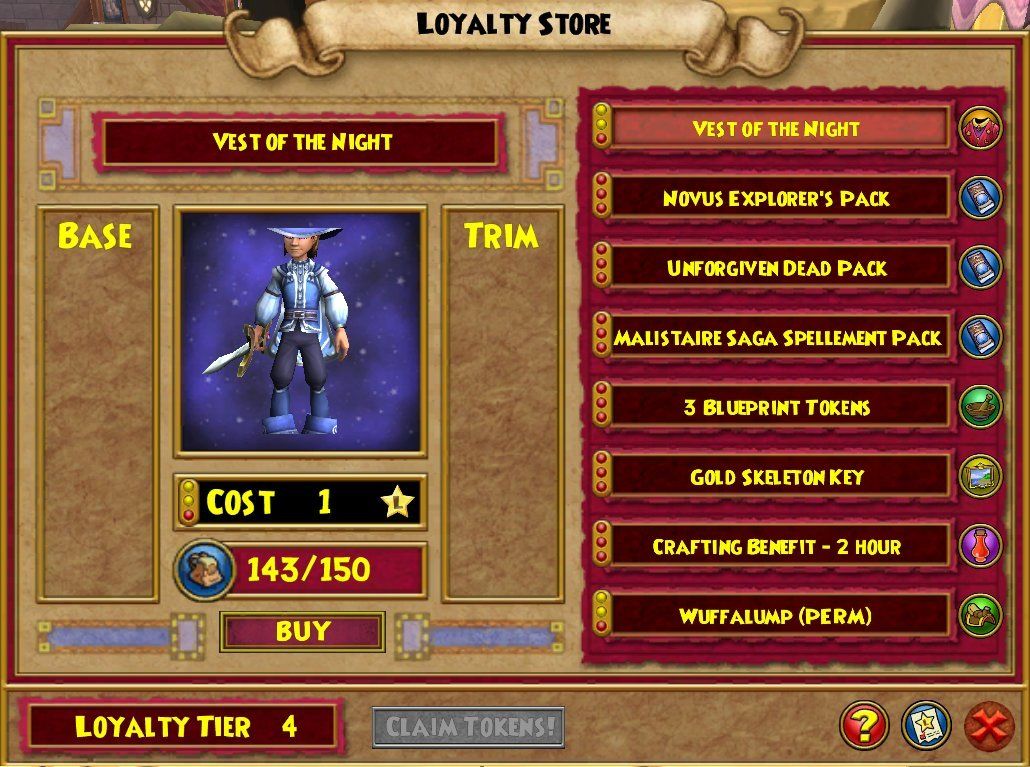 LOYALTY STORE
VEST OF THE NIGHT
BASE
TRIM
COST 1 L
143/150
BUY
VEST OF THE NIGHT
NOVUS EXPLORER'S PACK
UNFORGIVEN DEAD PACK
MALISTAIRE SAGA SPELLEMENT PACK
3 BLUEPRINT TOKENS
GOLD SKELETON KEY
CRAFTING BENEFIT - 2 HOUR
WUFFALUMP (PERM)
LOYALTY TIER 4
CLAIM TOKENS!
?